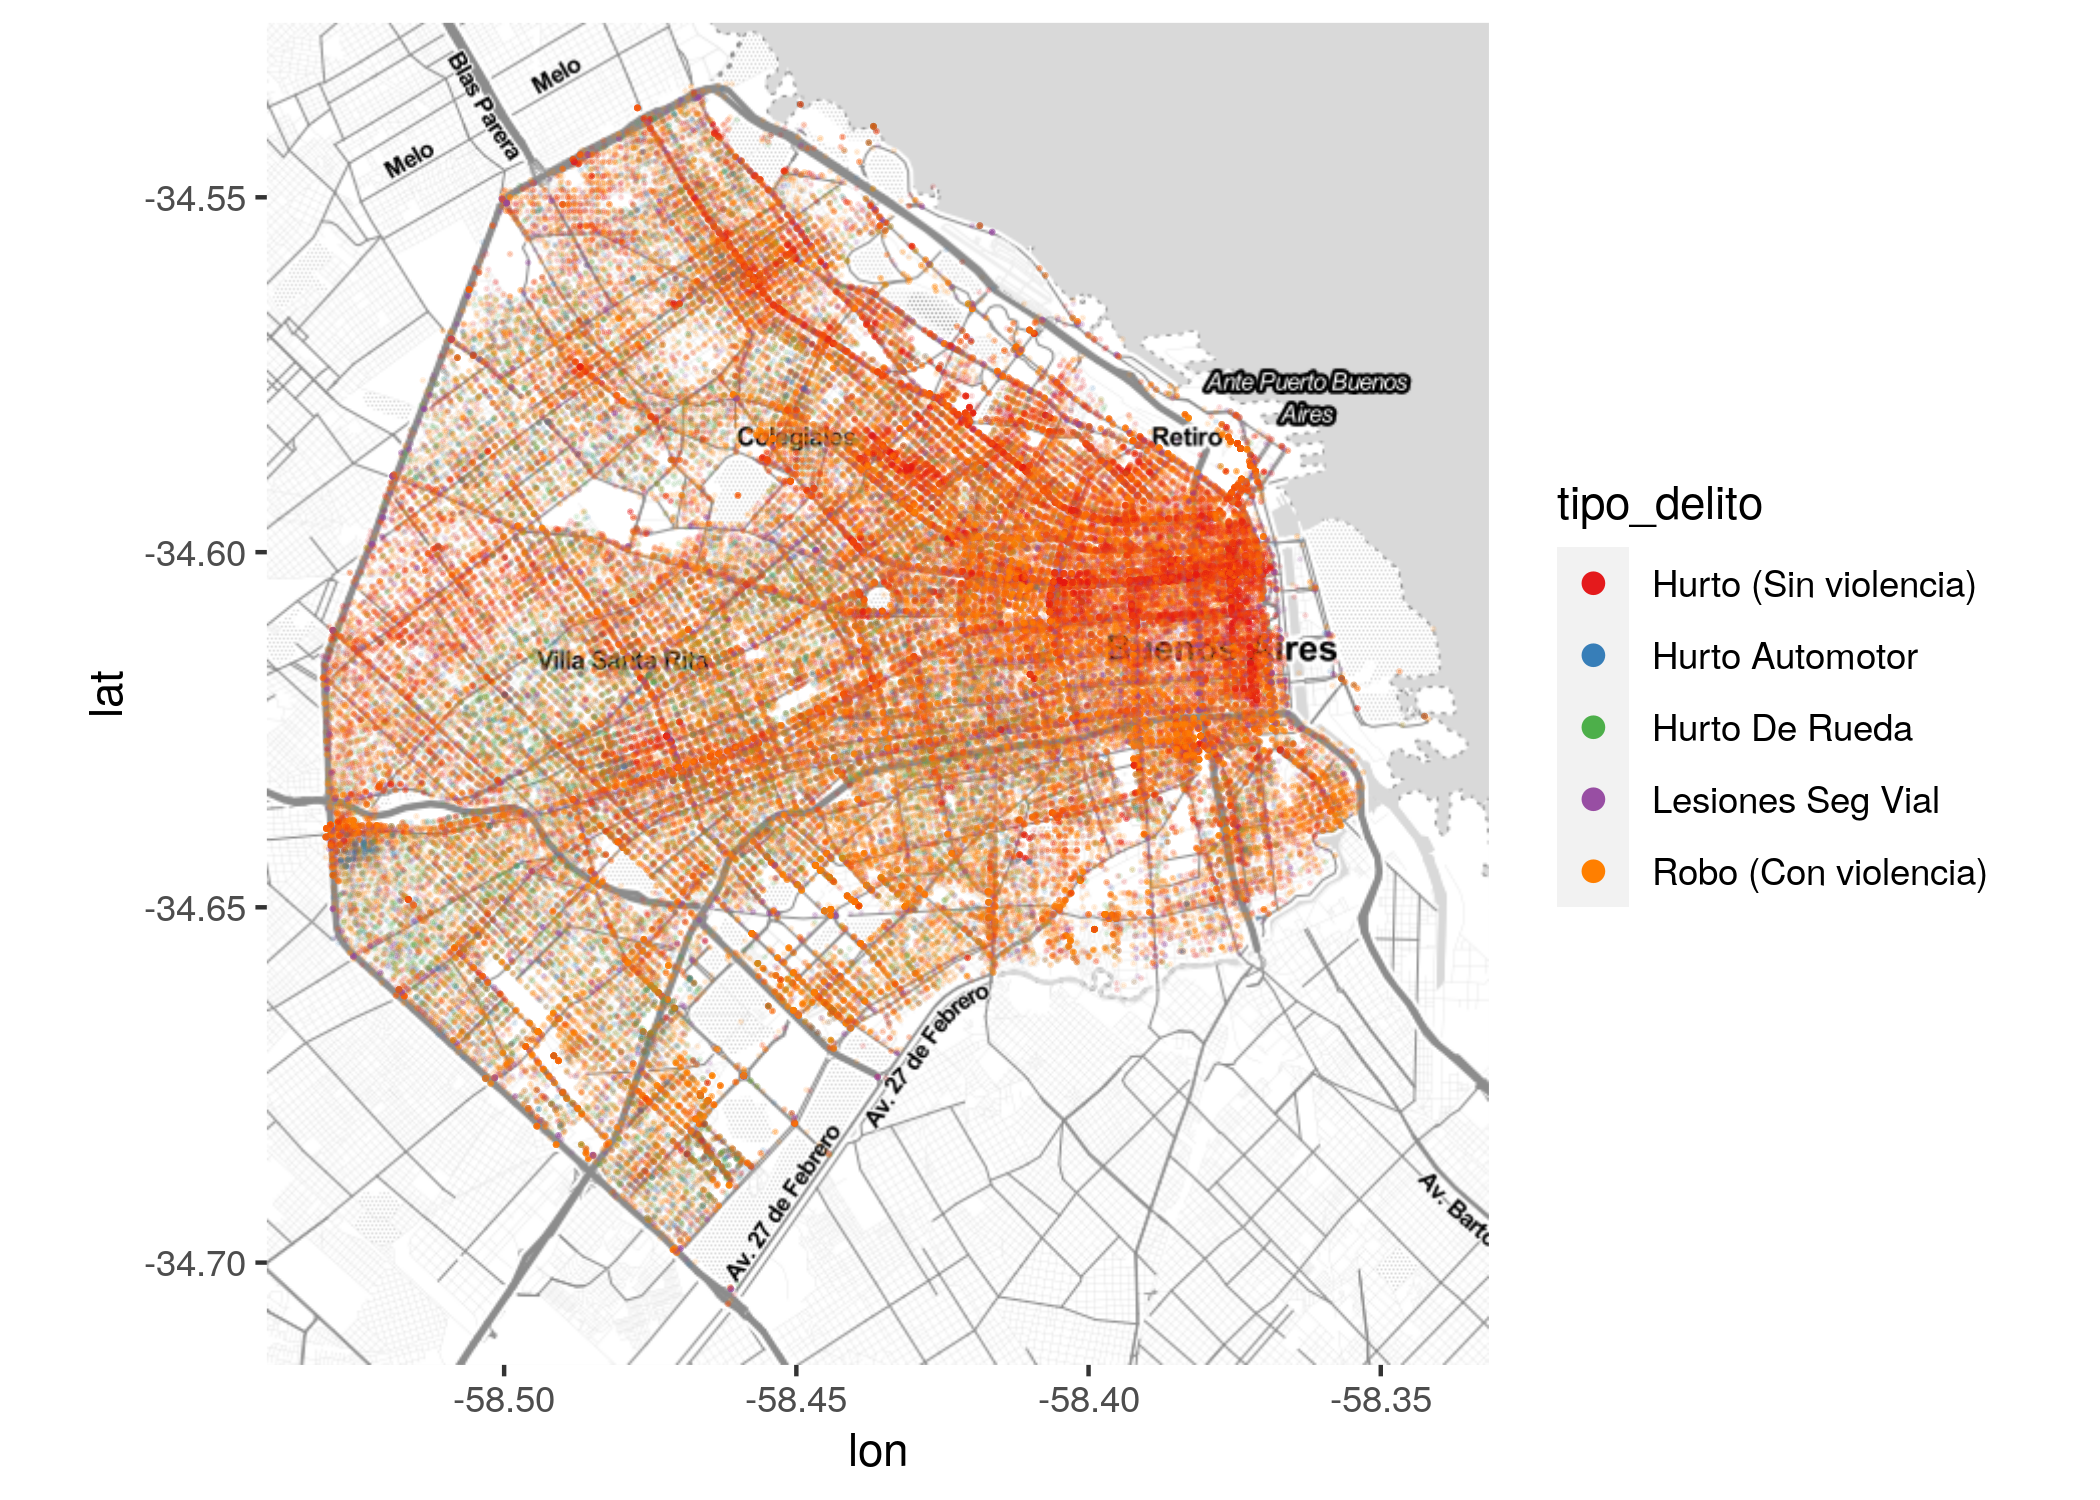 Blas Parera
Melo
Melo
Ante Puerto Buenos
Aires
Colegiales
Retiro
Villa Santa Rita
Buenos Aires
Av. 27 de Febrero
Av. 27 de Febrero
Av. Barto
-34.55
-34.60
-34.65
-34.70
lat
-58.50
-58.45
-58.40
-58.35
lon
tipo_delito
Hurto (Sin violencia)
Hurto Automotor
Hurto De Rueda
Lesiones Seg Vial
Robo (Con violencia)